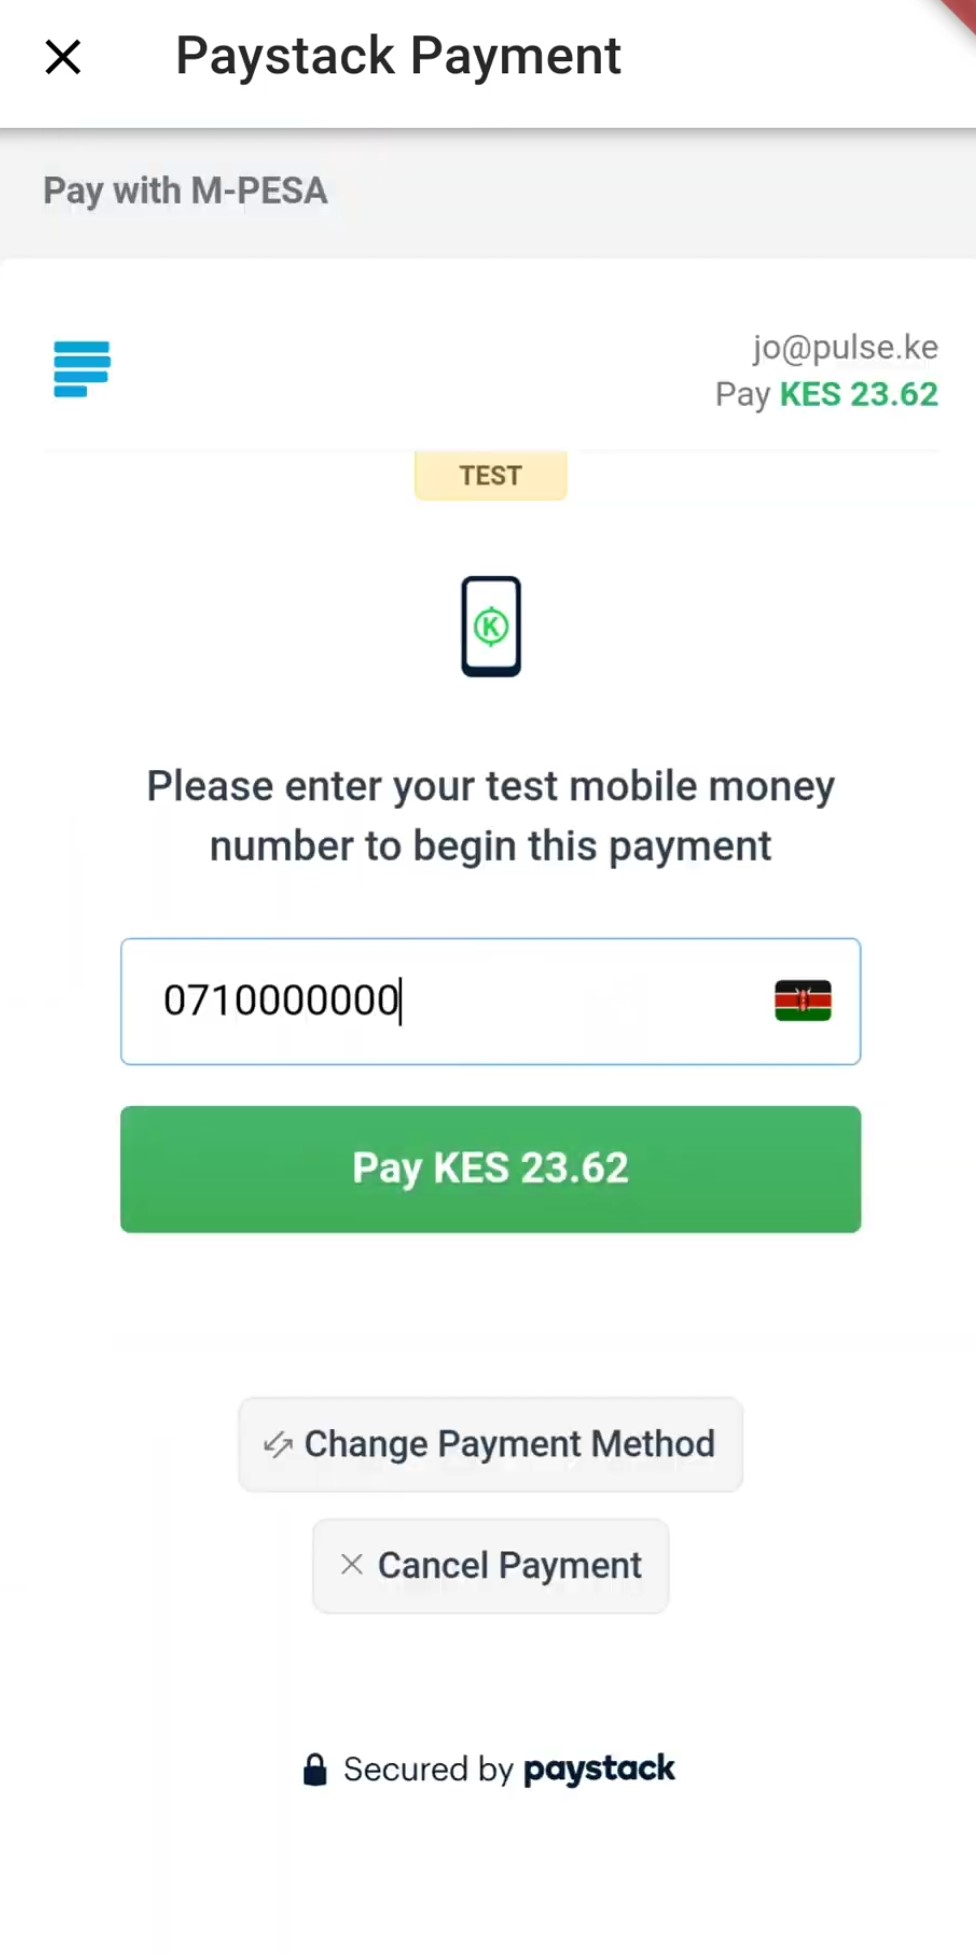 Paystack Payment
Pay with M-PESA
jo@pulse.ke
Pay KES 23.62
TEST
K
Please enter your test mobile money
number to begin this payment
0710000000
Pay KES 23.62
Change Payment Method
Cancel Payment
Secured by paystack